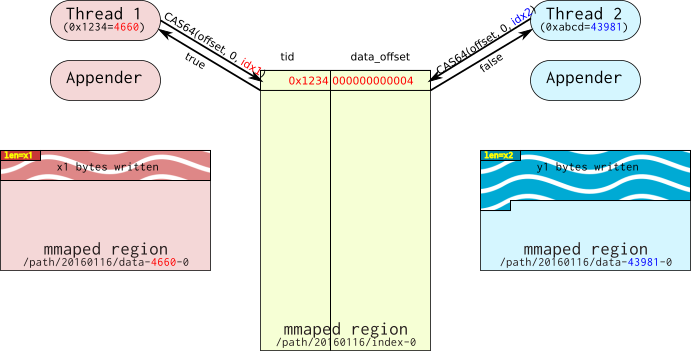 Thread 1
(0x1234=4660)
Appender
CAS64(offset, 0, idx1)
true
tid
data_offset
0x1234
000000000004
CAS64(offset, 0, idx2)
false
Thread 2
(0xabcd=43981)
Appender
len=x1
x1 bytes written
mmaped region
/path/20160116/data-4660-0
mmaped region
/path/20160116/index-0
len=x2
y1 bytes written
mmaped region
/path/20160116/data-43981-0